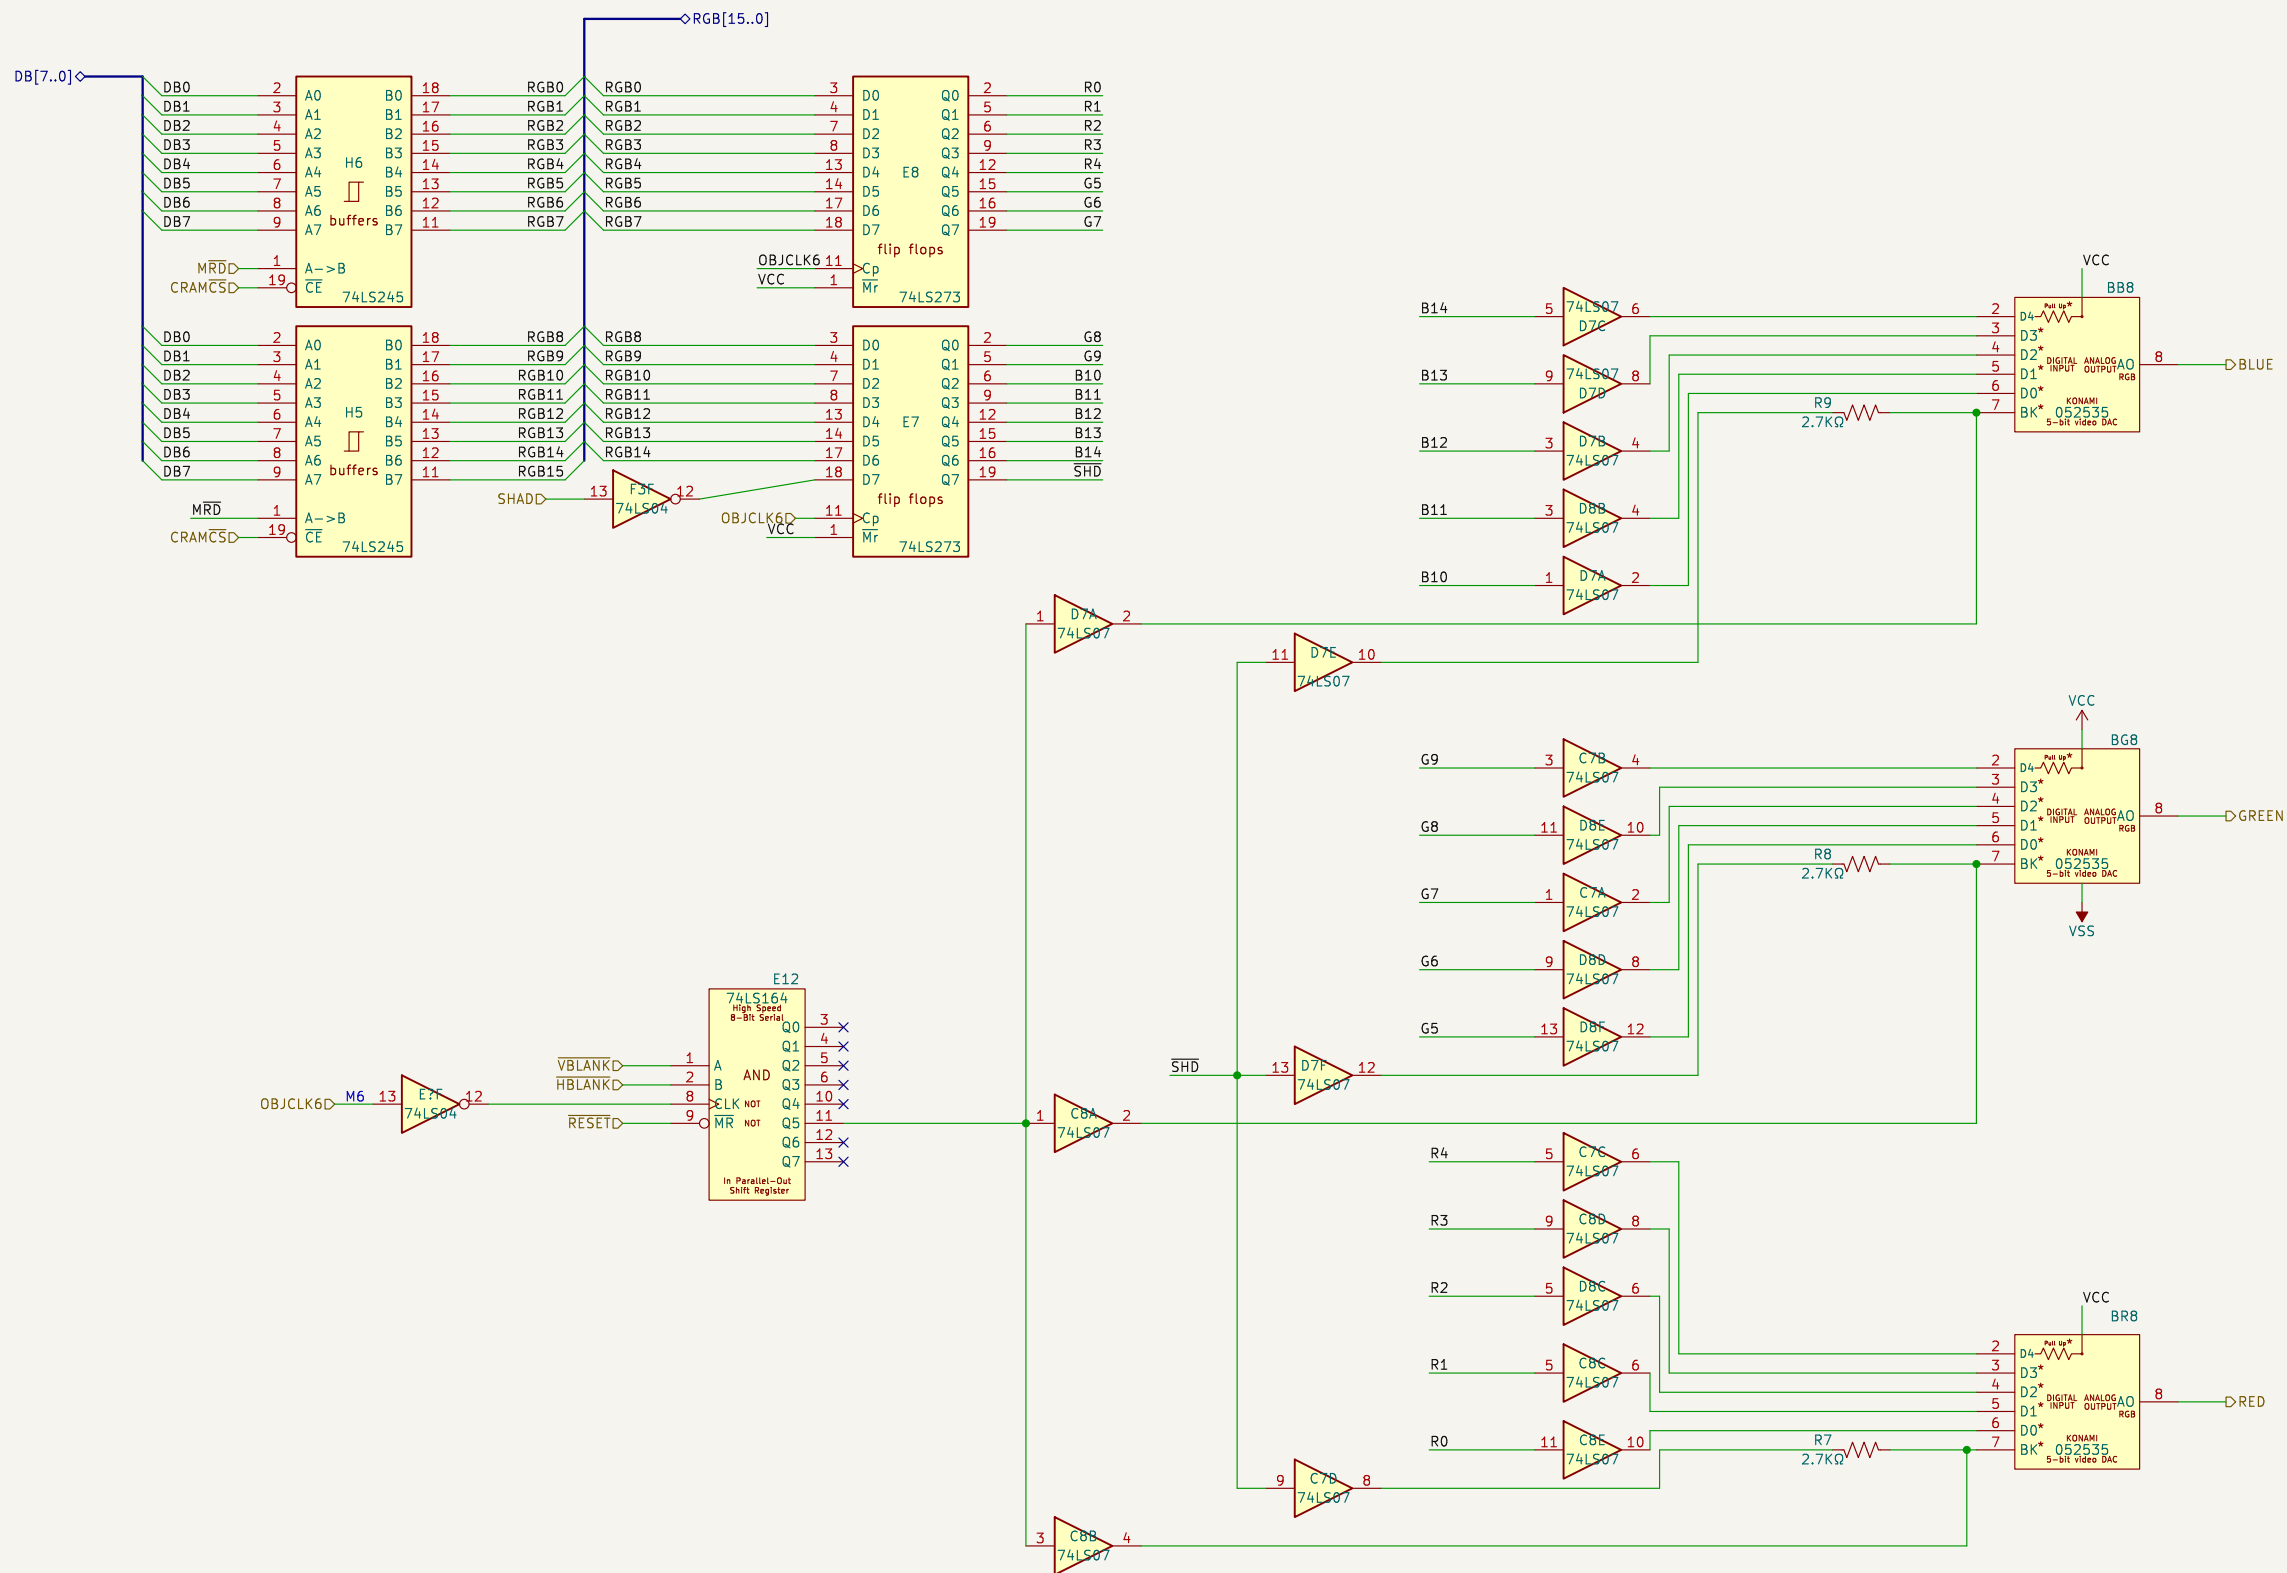 RGB[15..0]
DB[7..0]
DB0 2 A0 B0 18 RGB0 RGB0 3 D0 Q0 2 R0
DB1 3 A1 B1 17 RGB1 RGB1 4 D1 Q1 5 R1
DB2 4 A2 B2 16 RGB2 RGB2 7 D2 Q2 6 R2
DB3 5 A3 B3 15 RGB3 RGB3 8 D3 Q3 9 R3
H6
DB4 6 A4 B4 14 RGB4 RGB4 13 D4 E8 Q4 12 R4
DB5 7 A5 B5 13 RGB5 RGB5 14 D5 Q5 15 G5
DB6 8 A6 B6 12 RGB6 RGB6 17 D6 Q6 16 G6
buffers
DB7 9 A7 B7 11 RGB7 RGB7 18 D7 Q7 19 G7
flip flops
MRD 1 A->B OBJCLK6 11 Cp
CRAMCS 19 CE VCC 1 Mr
74LS245 74LS273
DB0 2 A0 B0 18 RGB8 RGB8 3 D0 Q0 2 G8
DB1 3 A1 B1 17 RGB9 RGB9 4 D1 Q1 5 G9
DB2 4 A2 B2 16 RGB10 RGB10 7 D2 Q2 6 B10
DB3 5 A3 B3 15 RGB11 RGB11 8 D3 Q3 9 B11
H5
DB4 6 A4 B4 14 RGB12 RGB12 13 D4 E7 Q4 12 B12
DB5 7 A5 B5 13 RGB13 RGB13 14 D5 Q5 15 B13
DB6 8 A6 B6 12 RGB14 RGB14 17 D6 Q6 16 B14
buffers
DB7 9 A7 B7 11 RGB15 18 D7 Q7 19 SHD
SHAD 13 F3F 12
74LS04
flip flops
MRD 1 A->B OBJCLK6 11 Cp
CRAMCS 19 CE VCC 1 Mr
74LS245 74LS273
VCC
BB8
B14 5 74LS07 6
D7C
B13 9 74LS07 8
D7D
B12 3 D7B 4
74LS07
B11 3 D8B 4
74LS07
B10 1 D7A 2
74LS07
Pull Up*
2 D4
3 D3*
4 D2*
5 D1*
6 D0*
7 BK*
DIGITAL INPUT
ANALOG OUTPUT
AO 8 BLUE
RGB
KONAMI
052535
5-bit video DAC
R9
2.7KΩ
1 D7A 2
74LS07
11 D7E 10
74LS07
VCC
BG8
G9 3 C7B 4
74LS07
G8 11 D8E 10
74LS07
G7 1 C7A 2
74LS07
G6 9 D8D 8
74LS07
G5 13 D8F 12
74LS07
Pull Up*
2 D4
3 D3*
4 D2*
5 D1*
6 D0*
7 BK*
DIGITAL INPUT
ANALOG OUTPUT
AO 8 GREEN
RGB
KONAMI
052535
5-bit video DAC
R8
2.7KΩ
VSS
E12
74LS164
High Speed
8-Bit Serial
Q0 3
Q1 4
VBLANK 1 A Q2 5
AND
HBLANK 2 B Q3 6
OBJCLK6 M6 13 E?F 12 8 CLK NOT Q4 10
74LS04
RESET 9 MR NOT Q5 11
Q6 12
Q7 13
In Parallel-Out
Shift Register
SHD 13 D7F 12
74LS07
1 C8A 2
74LS07
R4 5 C7C 6
74LS07
R3 9 C8D 8
74LS07
R2 5 D8C 6
74LS07
R1 5 C8C 6
74LS07
R0 11 C8E 10
74LS07
VCC
BR8
Pull Up*
2 D4
3 D3*
4 D2*
5 D1*
6 D0*
7 BK*
DIGITAL INPUT
ANALOG OUTPUT
AO 8 RED
RGB
KONAMI
052535
5-bit video DAC
R7
2.7KΩ
9 C7D 8
74LS07
3 C8B 4
74LS07